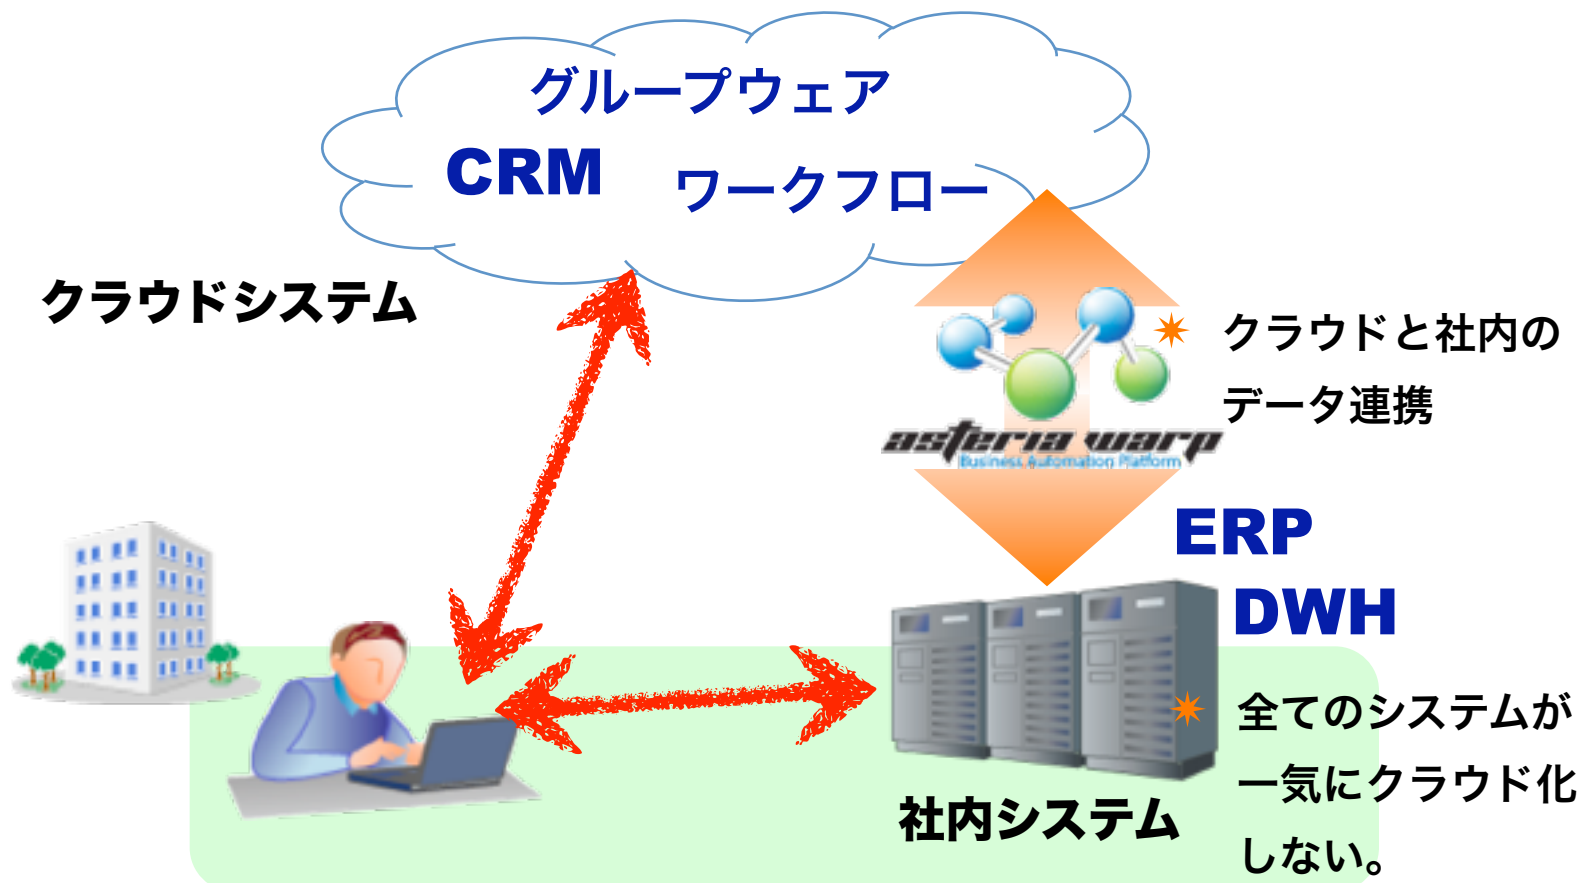 グループウェア
CRM
ワークフロー
クラウドシステム
クラウドと社内の
データ連携
asteria warp
Business Automation Platform
ERP
DWH
全てのシステムが
一気にクラウド化
しない。
社内システム